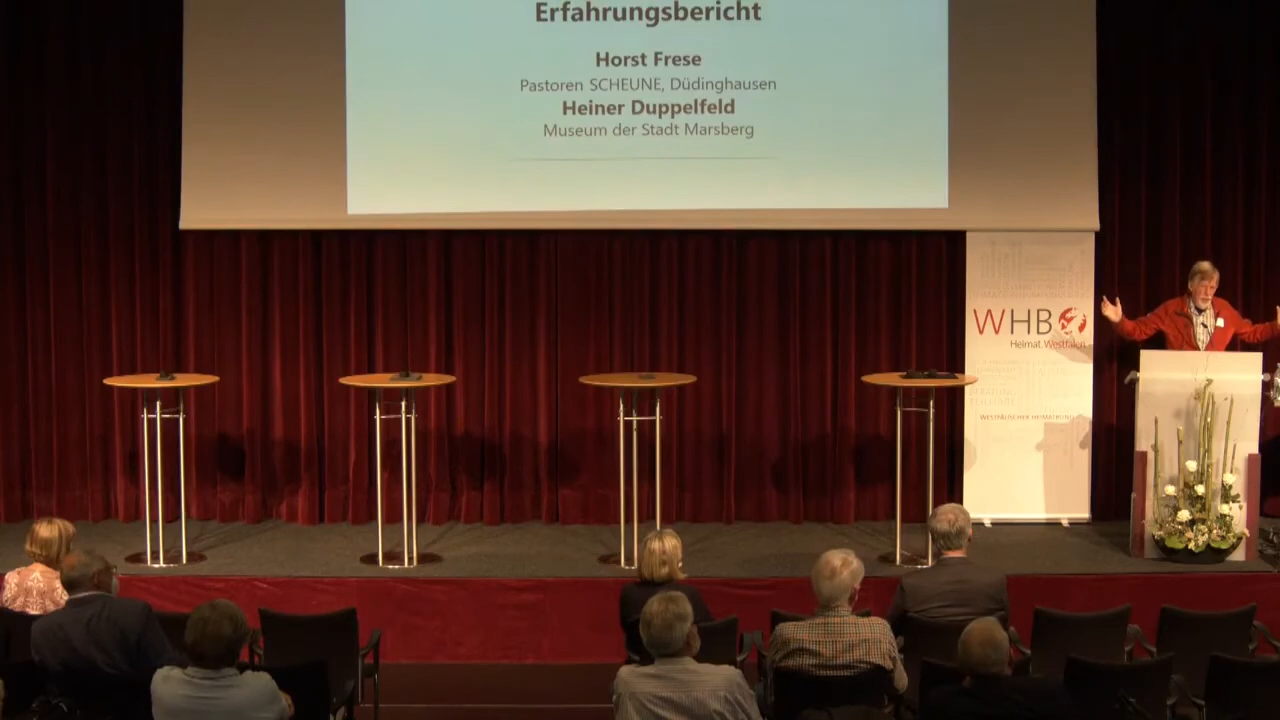 Erfahrungsbericht
Horst Frese
Pastoren SCHEUNE, Düdinghausen
Heiner Duppelfeld
Museum der Stadt Marsberg
WHB
Heimat.Westfalen
WESTFÄLISCHER HEIMATBUND